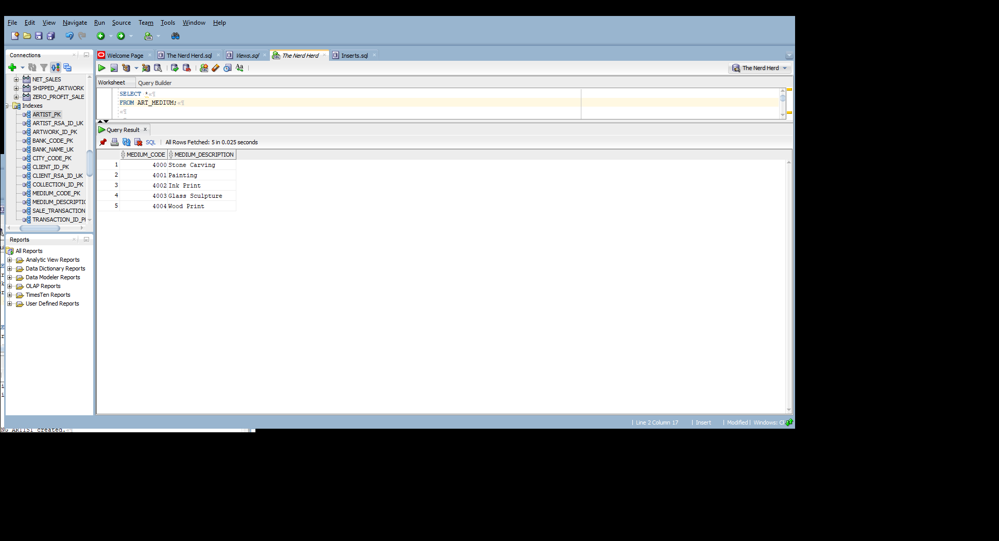 File Edit View Navigate Run Source Team Tools Window Help
Connections
Welcome Page The Nerd Herd.sql Views.sql The Nerd Herd Inserts.sql
The Nerd Herd
Worksheet Query Builder
NET_SALES
SHIPPED_ARTWORK
ZERO_PROFIT_SALE
Indexes
ARTIST_PK
ARTIST_RSA_ID_UK
ARTWORK_ID_PK
BANK_CODE_PK
BANK_NAME_UK
CITY_CODE_PK
CLIENT_ID_PK
CLIENT_RSA_ID_UK
COLLECTION_ID_PK
MEDIUM_CODE_PK
MEDIUM_DESCRIPTIO
SALE_TRANSACTION
TRANSACTION_ID_P
SELECT *
FROM ART_MEDIUM;
Query Result
SQL All Rows Fetched: 5 in 0.025 seconds
MEDIUM_CODE MEDIUM_DESCRIPTION
1 4000 Stone Carving
2 4001 Painting
3 4002 Ink Print
4 4003 Glass Sculpture
5 4004 Wood Print
Reports
All Reports
Analytic View Reports
Data Dictionary Reports
Data Modeler Reports
OLAP Reports
TimesTen Reports
User Defined Reports
Line 2 Column 17 Insert Modified Windows:
NG ARTIST created.